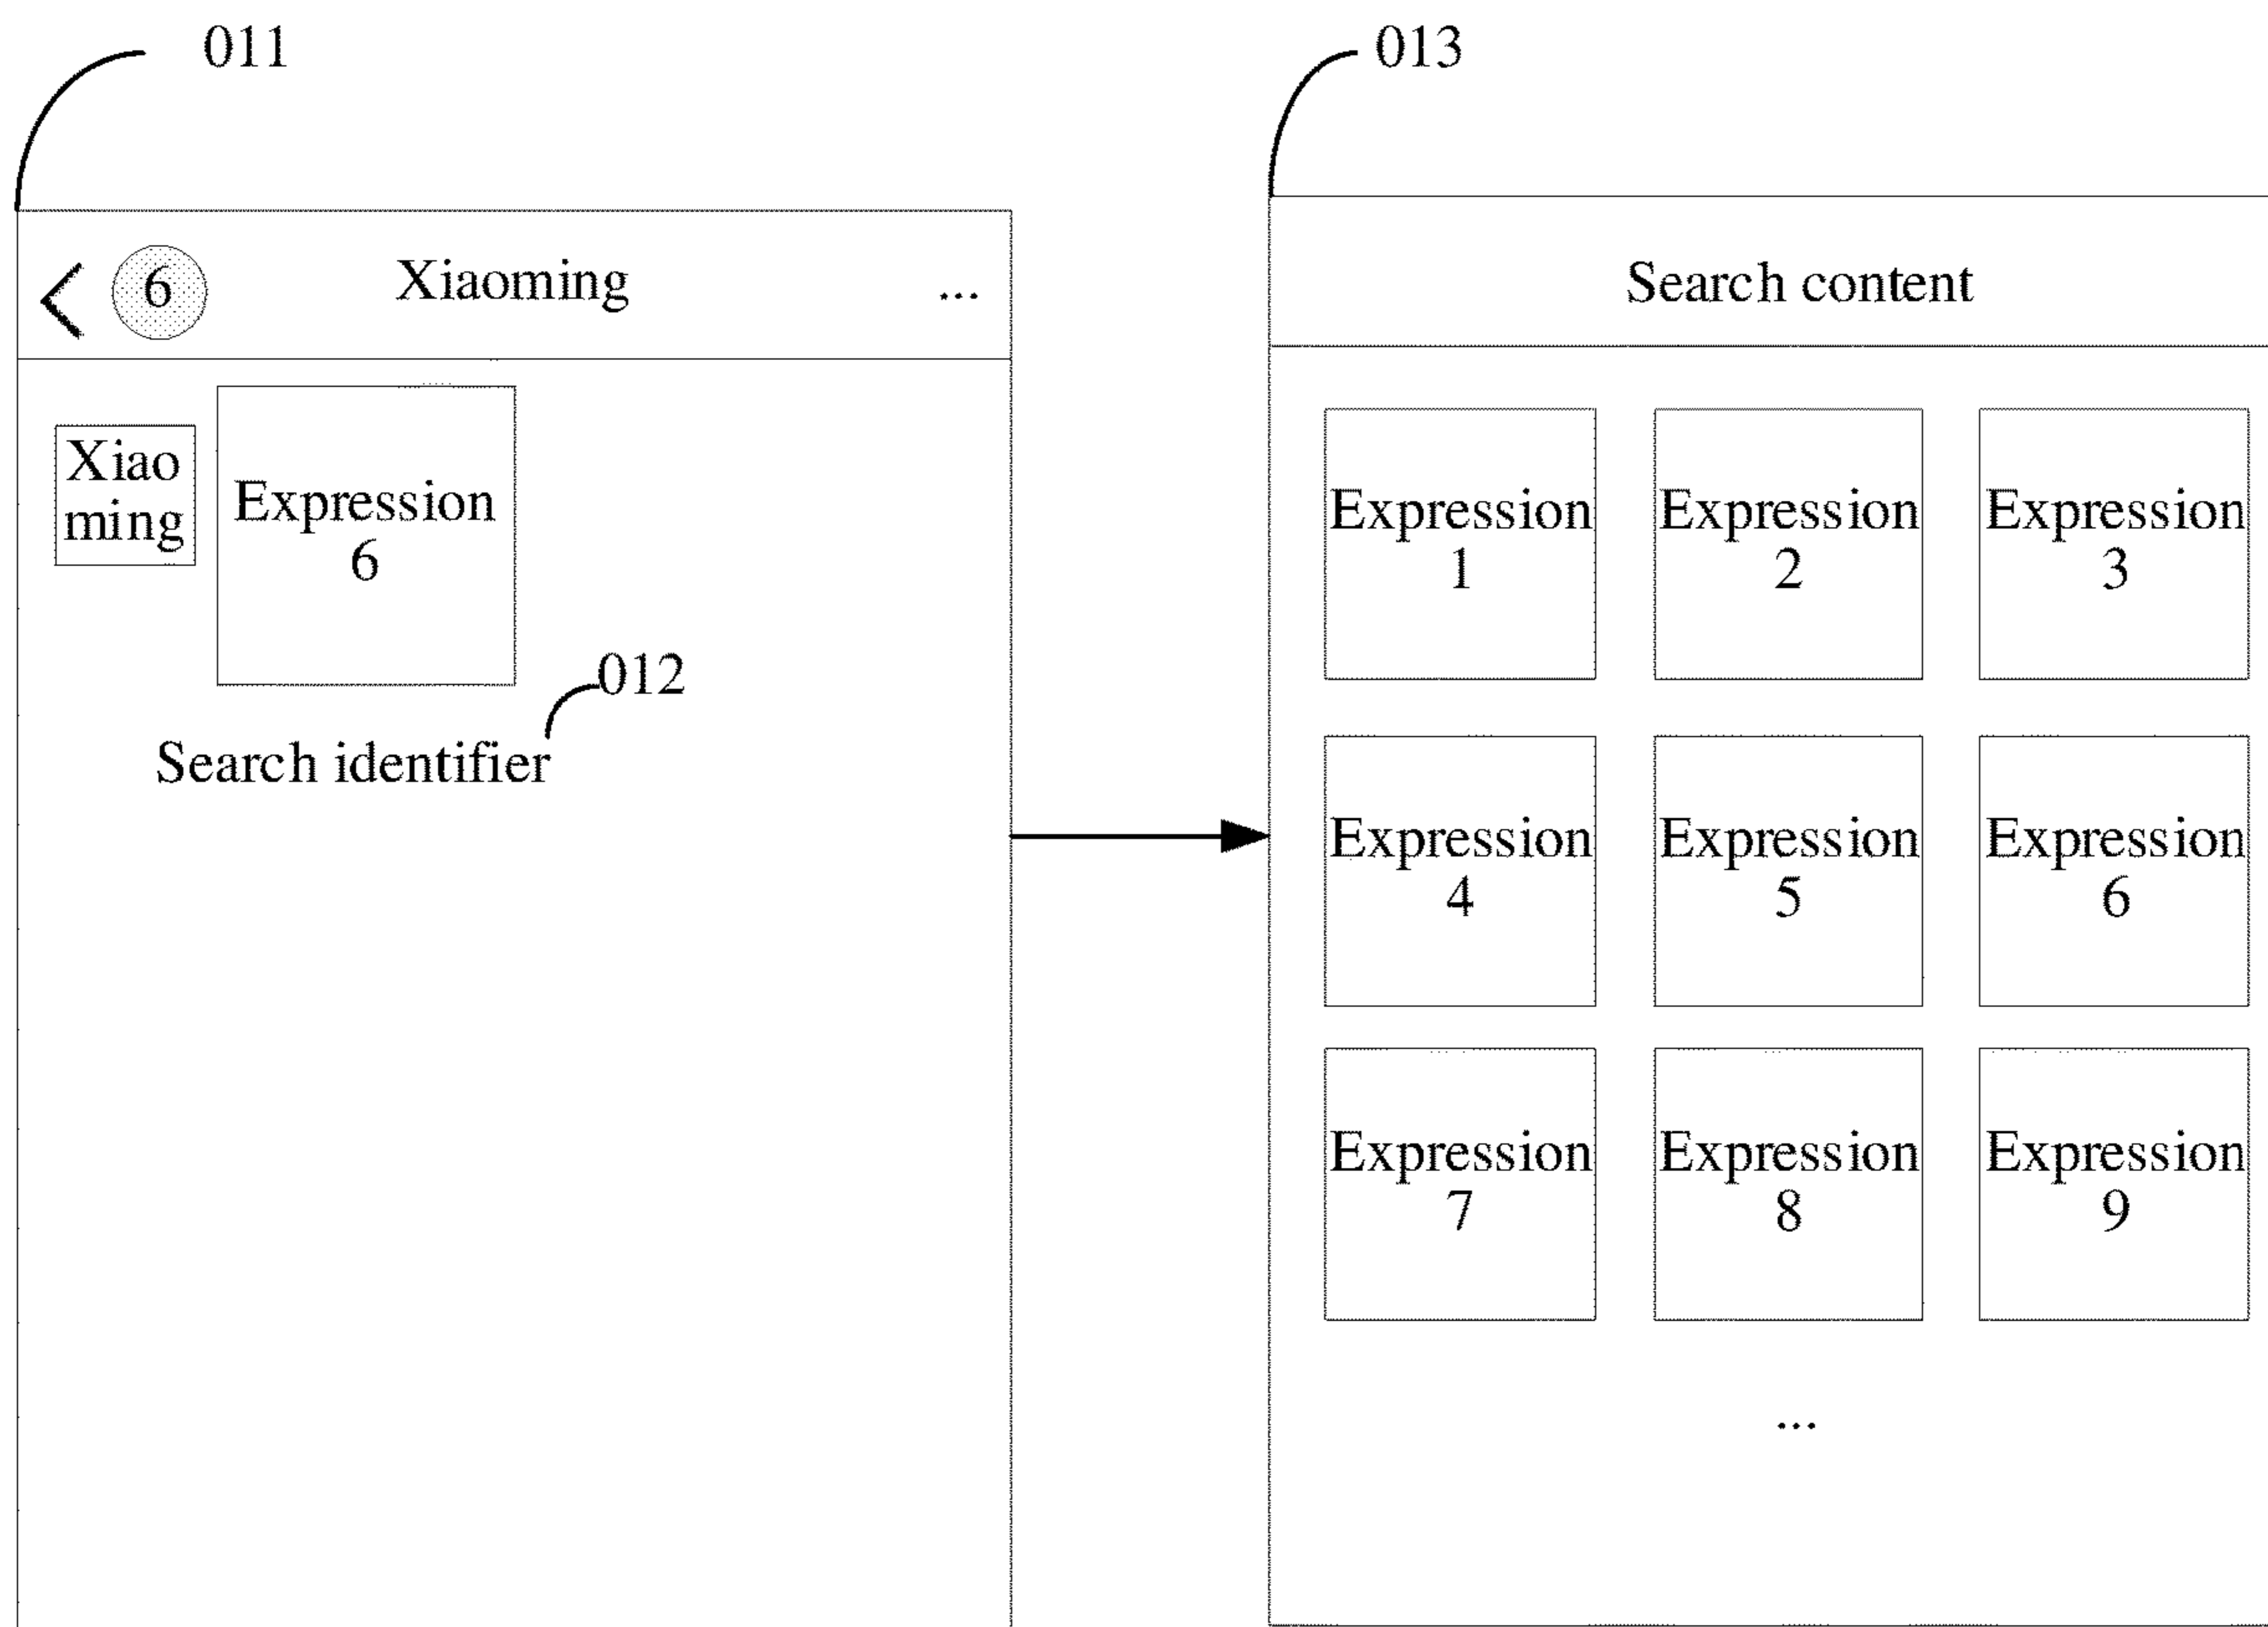 011
6
Xiaoming
...
Xiao
ming
Expression
6
012
Search identifier
013
Search content
Expression
1
Expression
2
Expression
3
Expression
4
Expression
5
Expression
6
Expression
7
Expression
8
Expression
9
...